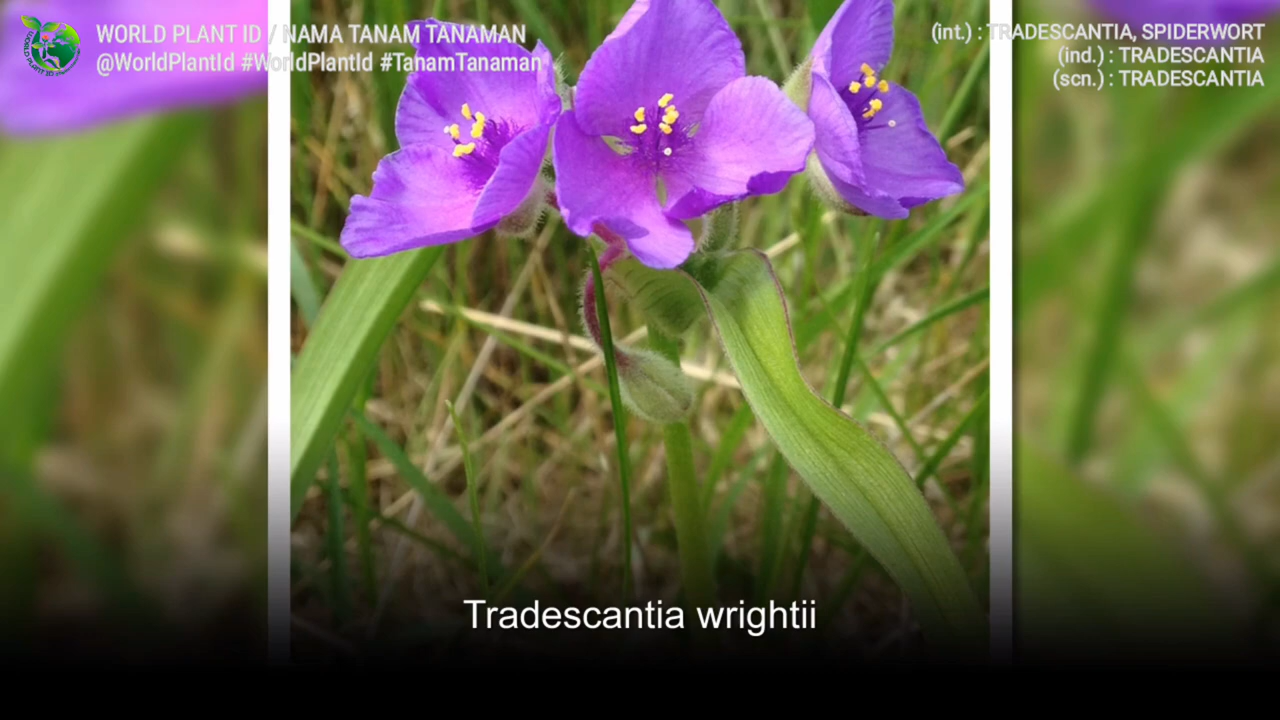 WORLD PLANT ID / NAMA TANAM TANAMAN
@WorldPlantId #WorldPlantId #TanamTanaman
(int.) : TRADESCANTIA, SPIDERWORT
(ind.) : TRADESCANTIA
(scn.) : TRADESCANTIA
Tradescantia wrightii